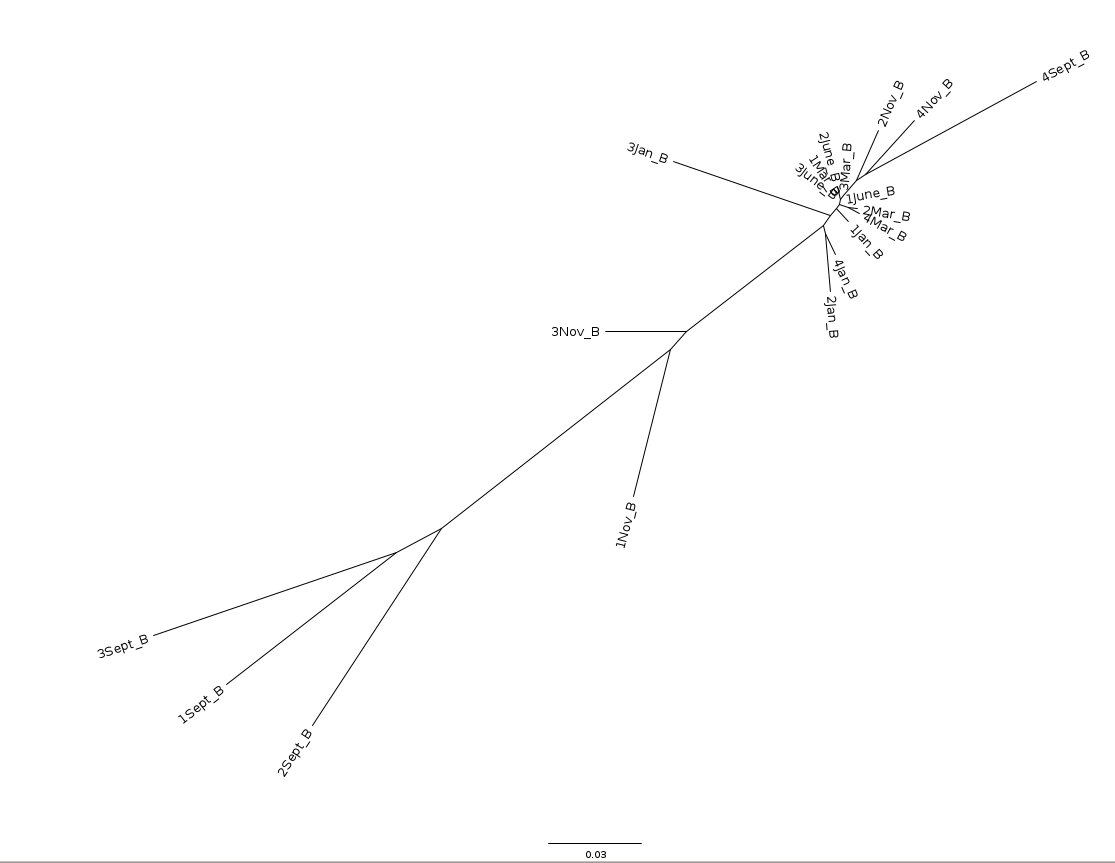 4Sept_B
2Nov_B
4Nov_B
3Jan_B
2June_B
3Mar_B
1Mar_B
3June_B
1June_B
2Mar_B
4Mar_B
1Jan_B
4Jan_B
2Jan_B
3Nov_B
1Nov_B
3Sept_B
1Sept_B
2Sept_B
0.03